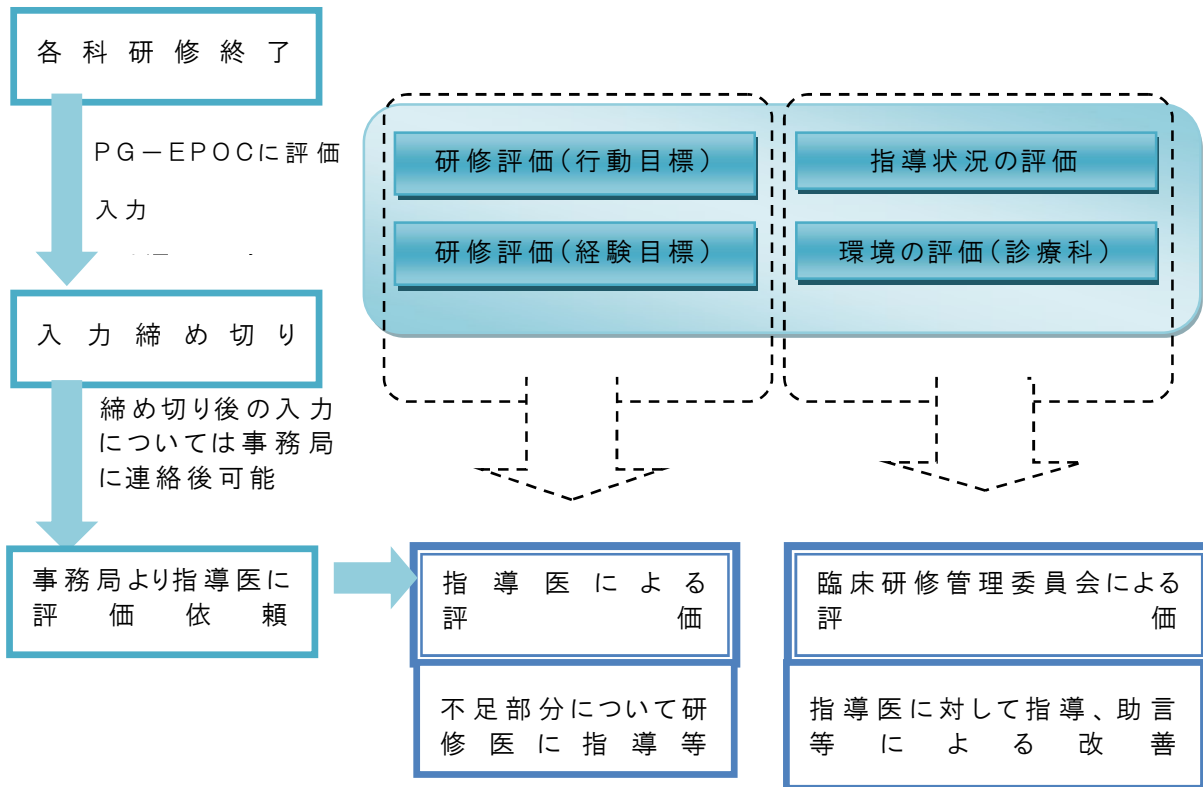 各科研修終了
PG－EPOCに評価
入力
入力締め切り
締め切り後の入力
については事務局
に連絡後可能
事務局より指導医に
評価依頼
研修評価(行動目標)
研修評価(経験目標)
指導状況の評価
環境の評価(診療科)
指導医による
評価
不足部分について研
修医に指導等
臨床研修管理委員会による
評価
指導医に対して指導、助言
等による改善